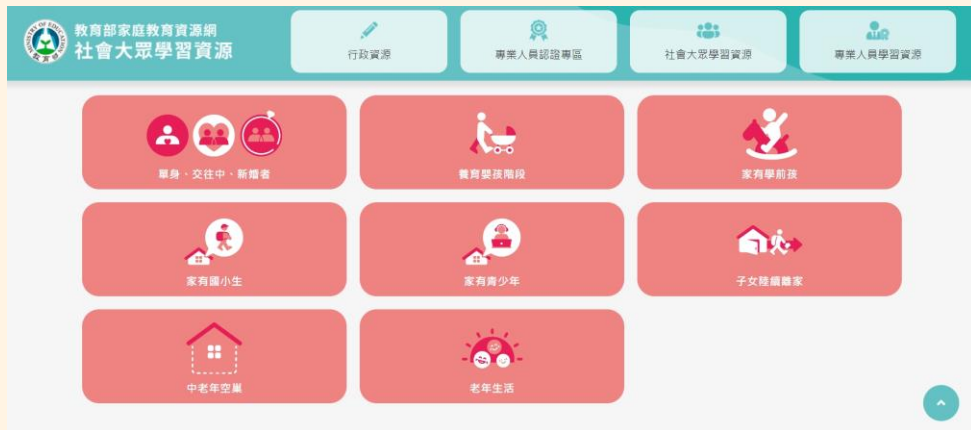 教育部家庭教育資源網
社會大眾學習資源
行政資源
專業人員認證專區
社會大眾學習資源
專業人員學習資源
單身、交往中、新婚者
養育嬰孩階段
家有學前孩
家有國小生
家有青少年
子女陸續離家
中老年空巢
老年生活